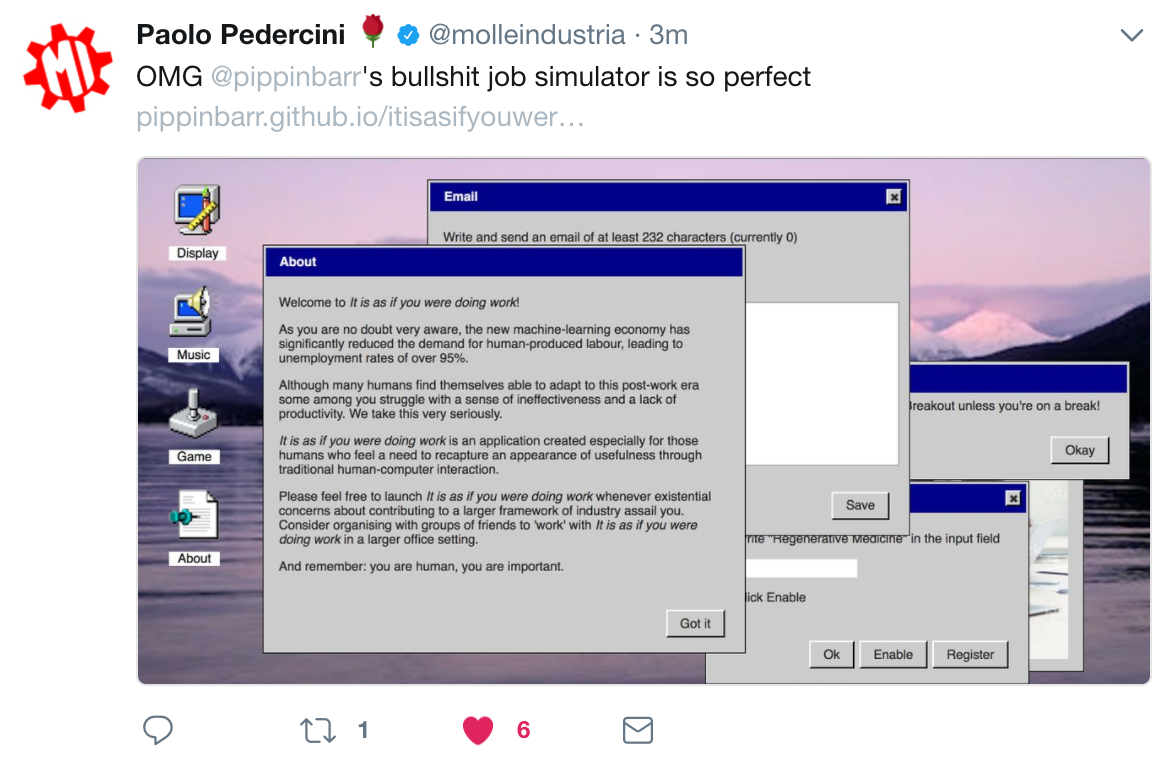 Paolo Pedercini @molleindustria · 3m
OMG @pippinbarr's bullshit job simulator is so perfect
pippinbarr.github.io/itisasifyouwer…
Display
Music
Game
About
Email
Write and send an email of at least 232 characters (currently 0)
Save
About
Welcome to It is as if you were doing work!
As you are no doubt very aware, the new machine-learning economy has
significantly reduced the demand for human-produced labour, leading to
unemployment rates of over 95%.
Although many humans find themselves able to adapt to this post-work era
some among you struggle with a sense of ineffectiveness and a lack of
productivity. We take this very seriously.
It is as if you were doing work is an application created especially for those
humans who feel a need to recapture an appearance of usefulness through
traditional human-computer interaction.
Please feel free to launch It is as if you were doing work whenever existential
concerns about contributing to a larger framework of industry assail you.
Consider organising with groups of friends to 'work' with It is as if you were
doing work in a larger office setting.
And remember: you are human, you are important.
Got it
Breakout unless you're on a break!
Okay
"Regenerative Medicine" in the input field
Enable
Ok
Enable
Register
1
6